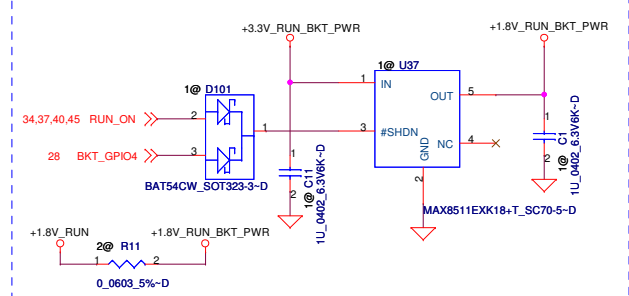 +3.3V_RUN_BKT_PWR
+1.8V_RUN_BKT_PWR
1@ D101
1@ U37
1
IN
OUT
5
34,37,40,45 RUN_ON
2
1
3
#SHDN
NC
4
28 BKT_GPIO4
3
GND
2
BAT54CW_SOT323-3~D
1
2
1@ C11
1U_0402_6.3V6K~D
1
2
1@ C1
1U_0402_6.3V6K~D
MAX8511EXK18+T_SC70-5~D
+1.8V_RUN
2@ R11
+1.8V_RUN_BKT_PWR
1
2
0_0603_5%~D